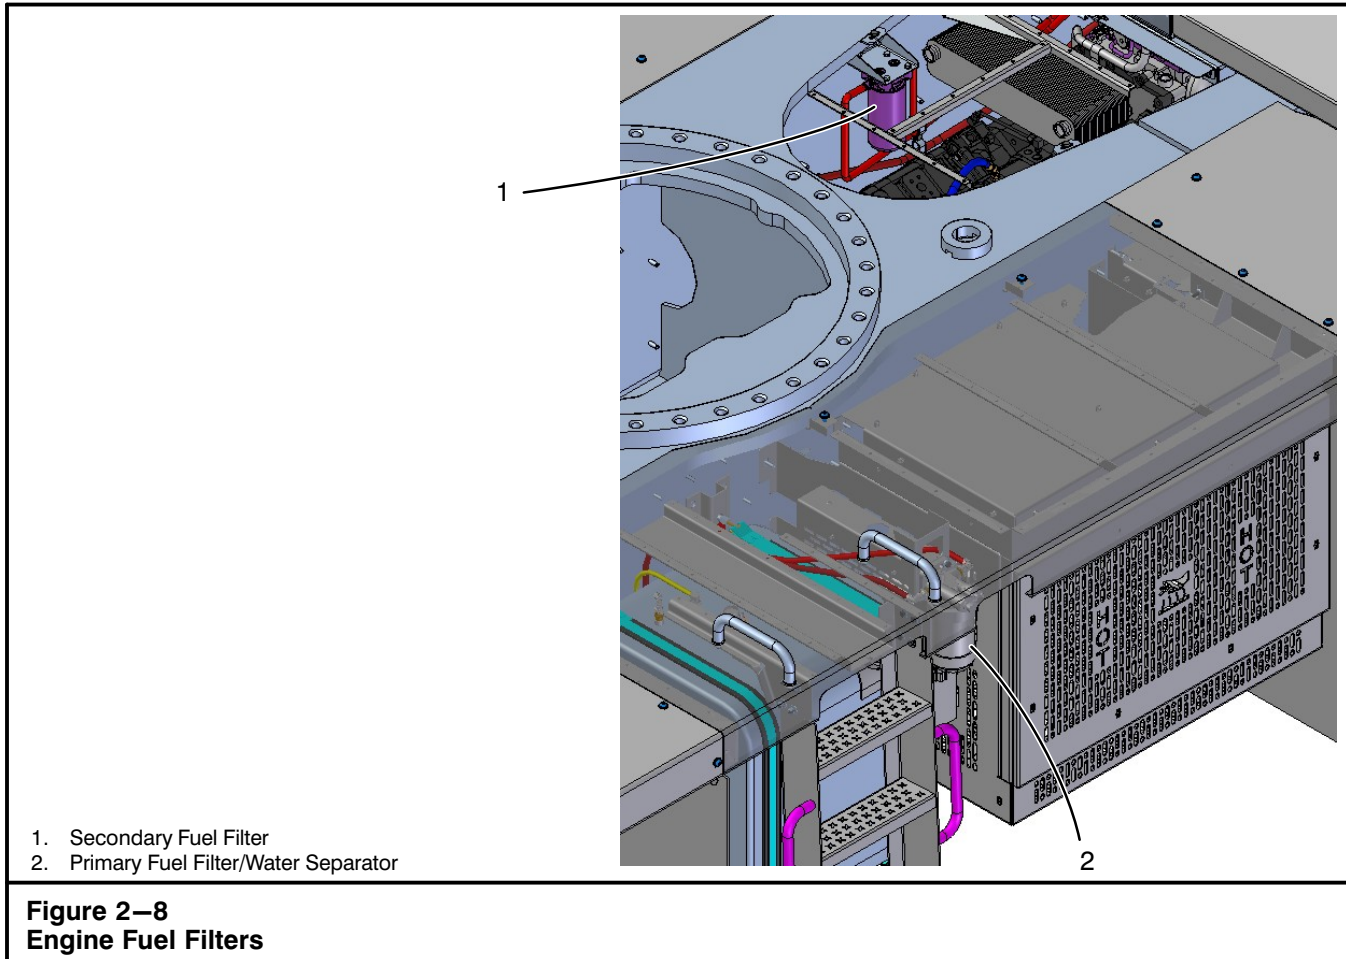 1
HOT
HOT
2
1. Secondary Fuel Filter
2. Primary Fuel Filter/Water Separator
Figure 2–8
Engine Fuel Filters